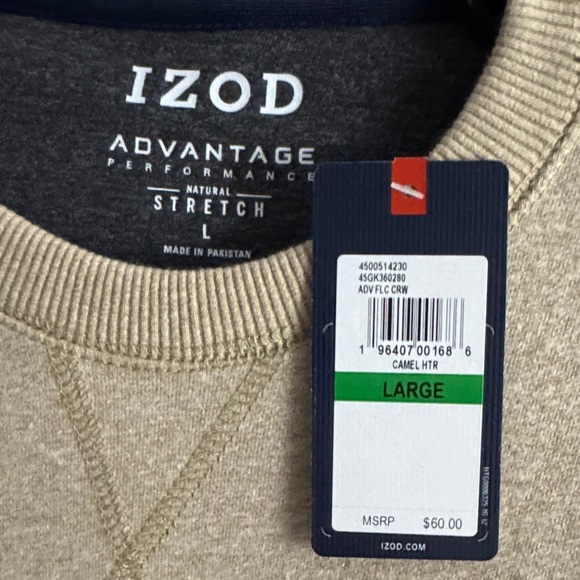 IZOD
ADVANTAGE
PERFORMANCE
NATURAL
STRETCH
L
MADE IN PAKISTAN
4500514230
45GK360280
ADV FLC CRW
1 96407 00168 6
CAMEL HTR
LARGE
MSRP $60.00
IZOD.COM